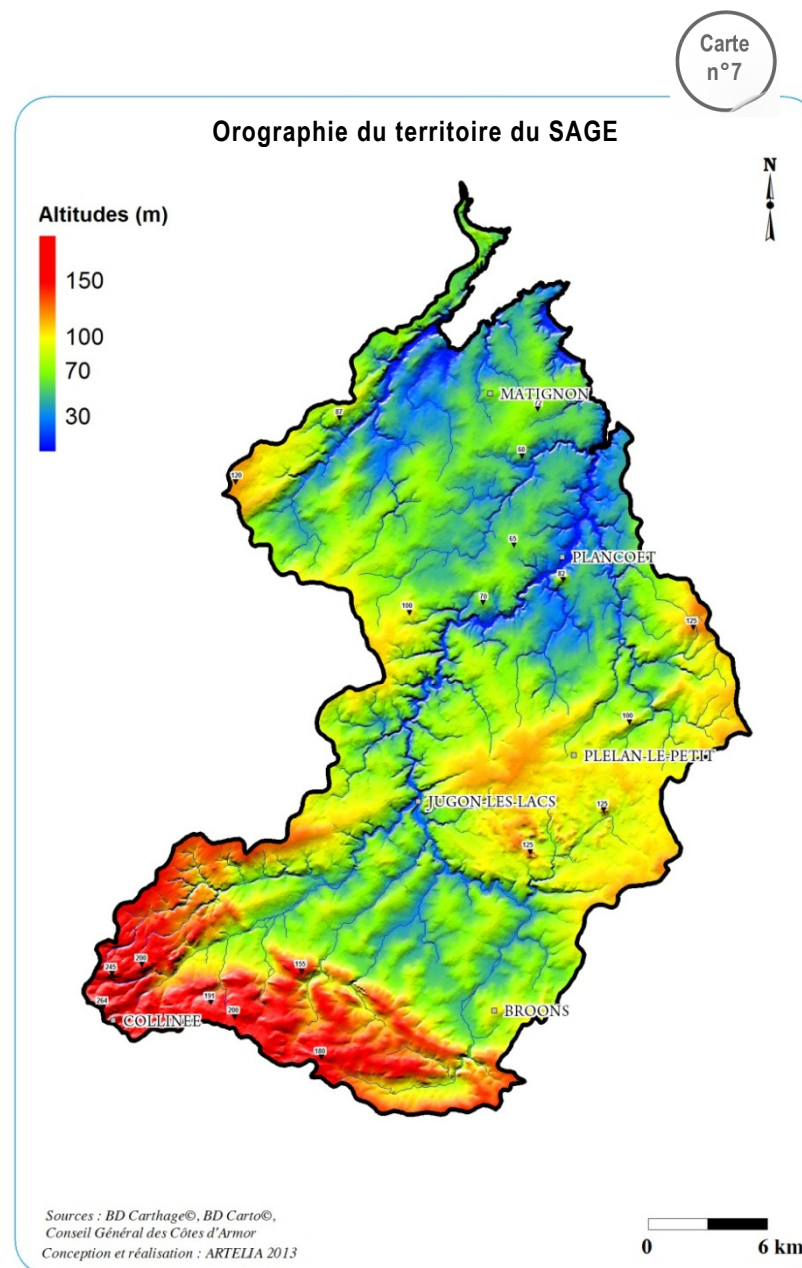 Carte
n°7
Orographie du territoire du SAGE
N
Altitudes (m)
150
100
70
30
MATIGNON
87
60
120
65
PLANCOET
82
70
100
125
100
PLELAN-LE-PETIT
JUGON-LES-LACS
125
125
155
200
245
191
264
200
COLLINEE
BROONS
180
Sources : BD Carthage©, BD Carto©,
Conseil Général des Côtes d'Armor
Conception et réalisation : ARTELIA 2013
0 6 km